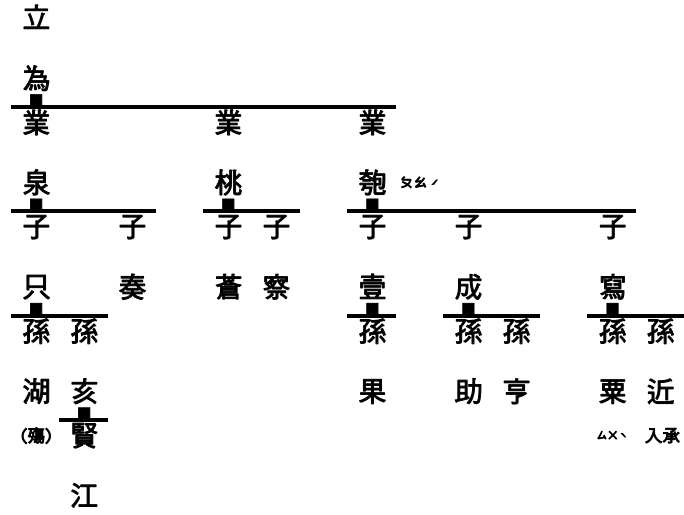 立為
業泉
業桃
業匏 ㄆㄠˊ
子只
子奏
子蒼
子察
子壹
子成
子寫
孫湖
(殤)
孫亥
孫果
孫助
孫亨
孫粟
ㄙㄨˋ
孫近
入承
賢江